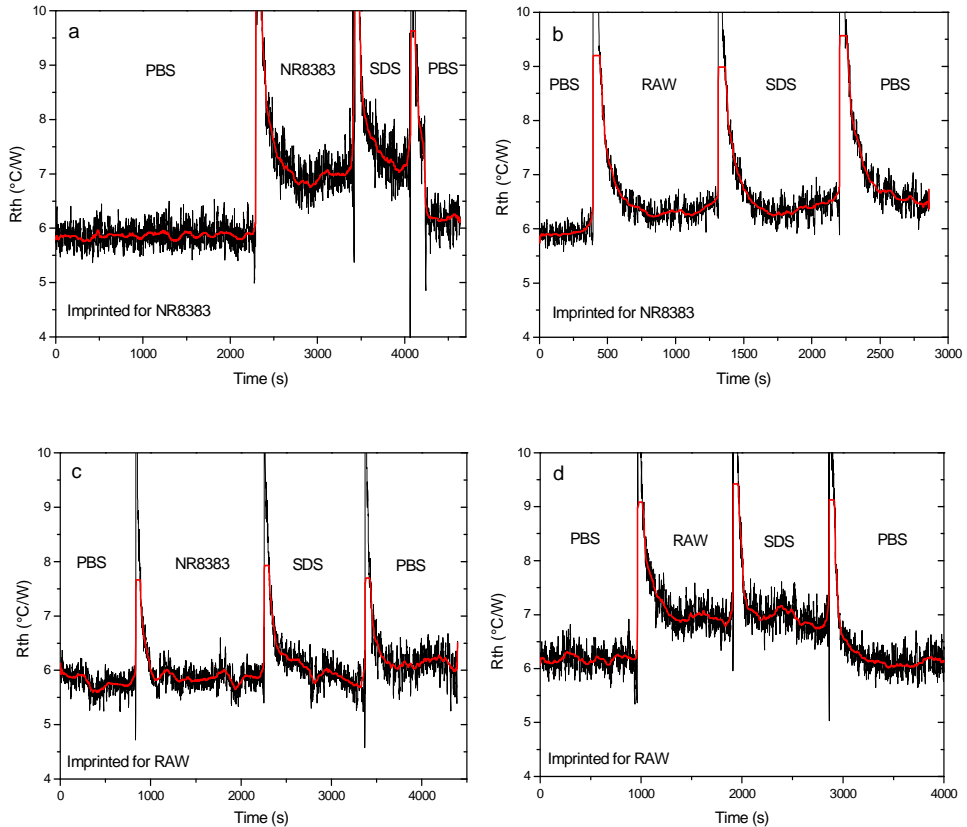 a
PBS NR8383 SDS PBS
10
9
8
7
6
5
4
Rth (°C/W)
Imprinted for NR8383
0 1000 2000 3000 4000
Time (s)
b
PBS RAW SDS PBS
10
9
8
7
6
5
4
Rth (°C/W)
Imprinted for NR8383
0 500 1000 1500 2000 2500 3000
Time (s)
c
PBS NR8383 SDS PBS
10
9
8
7
6
5
4
Rth (°C/W)
Imprinted for RAW
0 1000 2000 3000 4000
Time (s)
d
PBS RAW SDS PBS
10
9
8
7
6
5
4
Rth (°C/W)
Imprinted for RAW
0 1000 2000 3000 4000
Time (s)